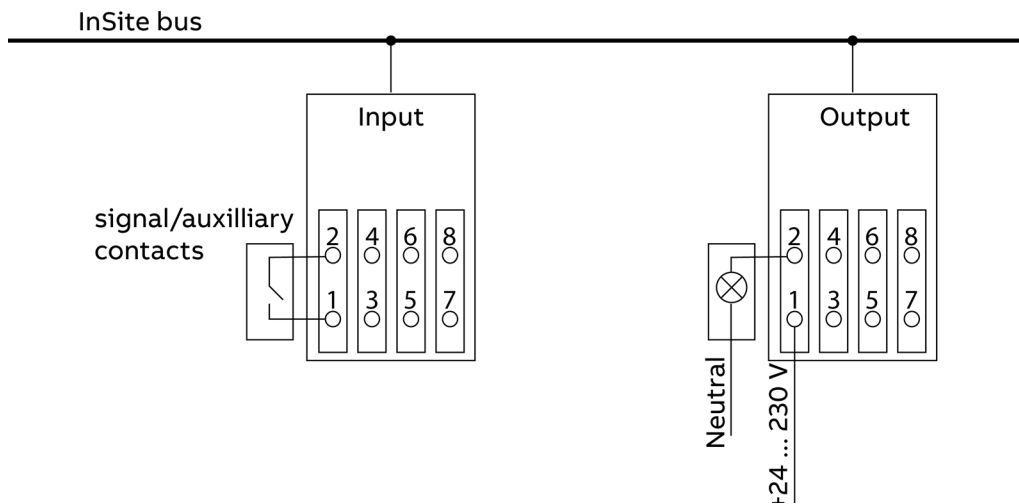 InSite bus
Input
Output
signal/auxilliary
contacts
2 4 6 8
1 3 5 7
2 4 6 8
1 3 5 7
Neutral
+24 ... 230 V